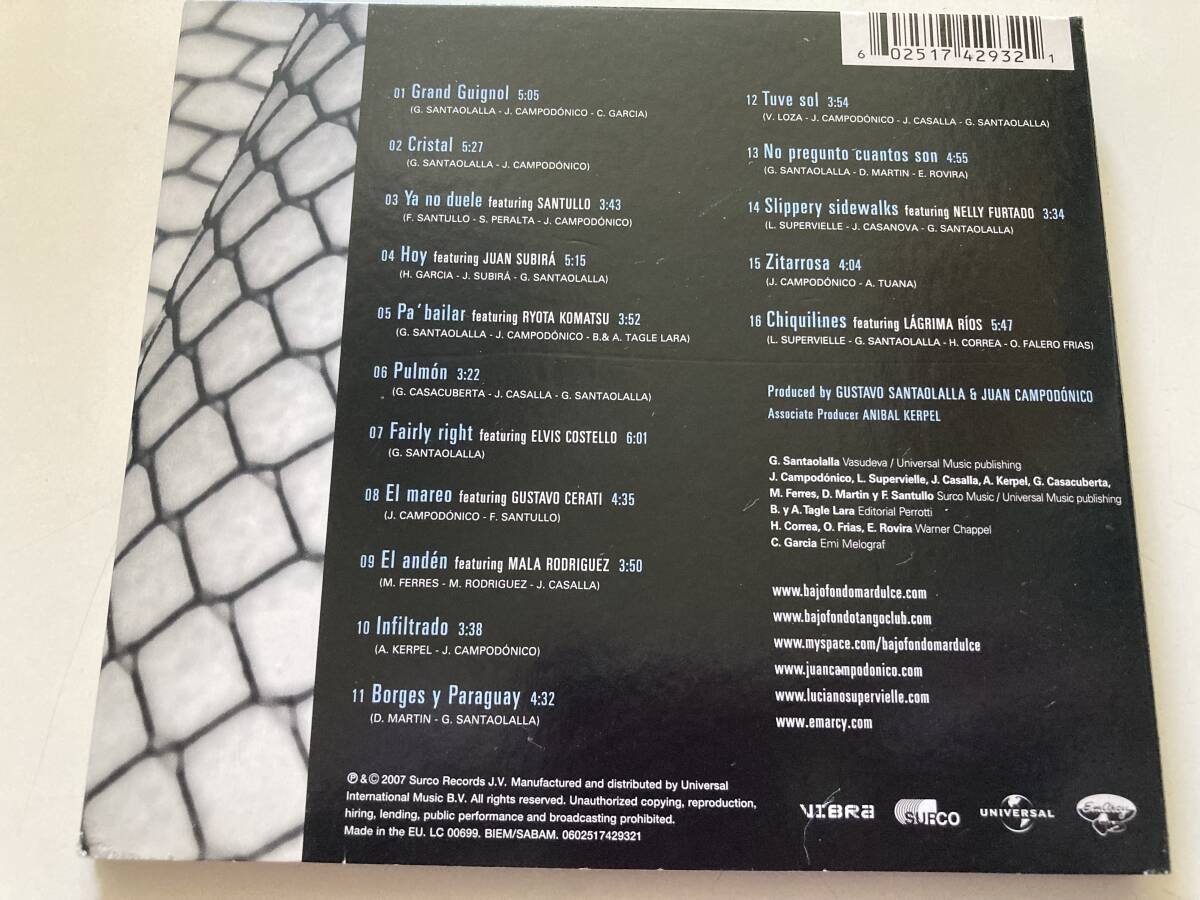 6 02517 42932 1
01 Grand Guignol 5:05
(G. SANTAOLALLA - J. CAMPODÓNICO - C. GARCIA)
02 Cristal 5:27
(G. SANTAOLALLA - J. CAMPODÓNICO)
03 Ya no duele featuring SANTULLO 3:43
(F. SANTULLO - S. PERALTA - J. CAMPODÓNICO)
04 Hoy featuring JUAN SUBIRÁ 5:15
(H. GARCIA - J. SUBIRÁ - G. SANTAOLALLA)
05 Pa'bailar featuring RYOTA KOMATSU 3:52
(G. SANTAOLALLA - J. CAMPODÓNICO - B.& A. TAGLE LARA)
06 Pulmón 3:22
(G. CASACUBERTA - J. CASALLA - G. SANTAOLALLA)
07 Fairly right featuring ELVIS COSTELLO 6:01
(G. SANTAOLALLA)
08 El mareo featuring GUSTAVO CERATI 4:35
(J. CAMPODÓNICO - F. SANTULLO)
09 El andén featuring MALA RODRIGUEZ 3:50
(M. FERRES - M. RODRIGUEZ - J. CASALLA)
10 Infiltrado 3:38
(A. KERPEL - J. CAMPODÓNICO)
11 Borges y Paraguay 4:32
(D. MARTIN - G. SANTAOLALLA)
12 Tuve sol 3:54
(V. LOZA - J. CAMPODÓNICO - J. CASALLA - G. SANTAOLALLA)
13 No pregunto cuantos son 4:55
(G. SANTAOLALLA - D. MARTIN - E. ROVIRA)
14 Slippery sidewalks featuring NELLY FURTADO 3:34
(L. SUPERVIELLE - J. CASANOVA - G. SANTAOLALLA)
15 Zitarrosa 4:04
(J. CAMPODÓNICO - A. TUANA)
16 Chiquilines featuring LÁGRIMA RÍOS 5:47
(L. SUPERVIELLE - G. SANTAOLALLA - H. CORREA - O. FALERO FRIAS)
Produced by GUSTAVO SANTAOLALLA & JUAN CAMPODÓNICO
Associate Producer ANIBAL KERPEL
G. Santaolalla Vasudeva / Universal Music publishing
J. Campodónico, L. Supervielle, J. Casalla, A. Kerpel, G. Casacuberta,
M. Ferres, D. Martin y F. Santullo Surco Music / Universal Music publishing
B. y A. Tagle Lara Editorial Perrotti
H. Correa, O. Frias, E. Rovira Warner Chappel
C. Garcia Emi Melograf
www.bajofondomardulce.com
www.bajofondotangoclub.com
www.myspace.com/bajofondomardulce
www.juancampodonico.com
www.lucianosupervielle.com
www.emarcy.com
℗ & © 2007 Surco Records J.V. Manufactured and distributed by Universal
International Music B.V. All rights reserved. Unauthorized copying, reproduction,
hiring, lending, public performance and broadcasting prohibited.
Made in the EU. LC 00699. BIEM/SABAM. 0602517429321
VIBRA
SURCO
UNIVERSAL
EmArcy